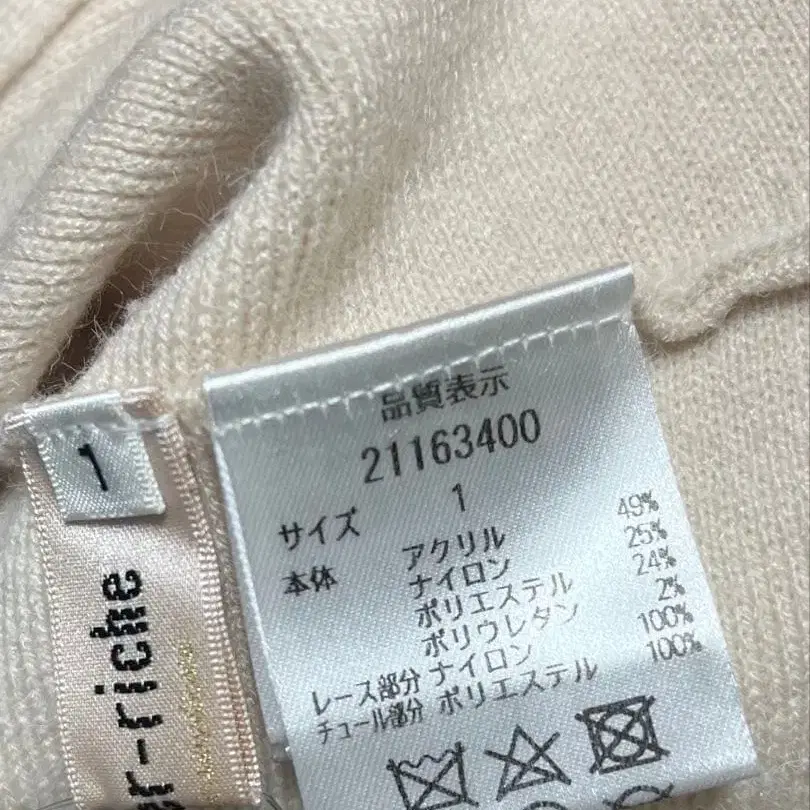 1
er-riche
品質表示
21163400
サイズ 1
本体 アクリル 49%
ナイロン 25%
ポリエステル 24%
ポリウレタン 2%
レース部分 ナイロン 100%
チュール部分 ポリエステル 100%